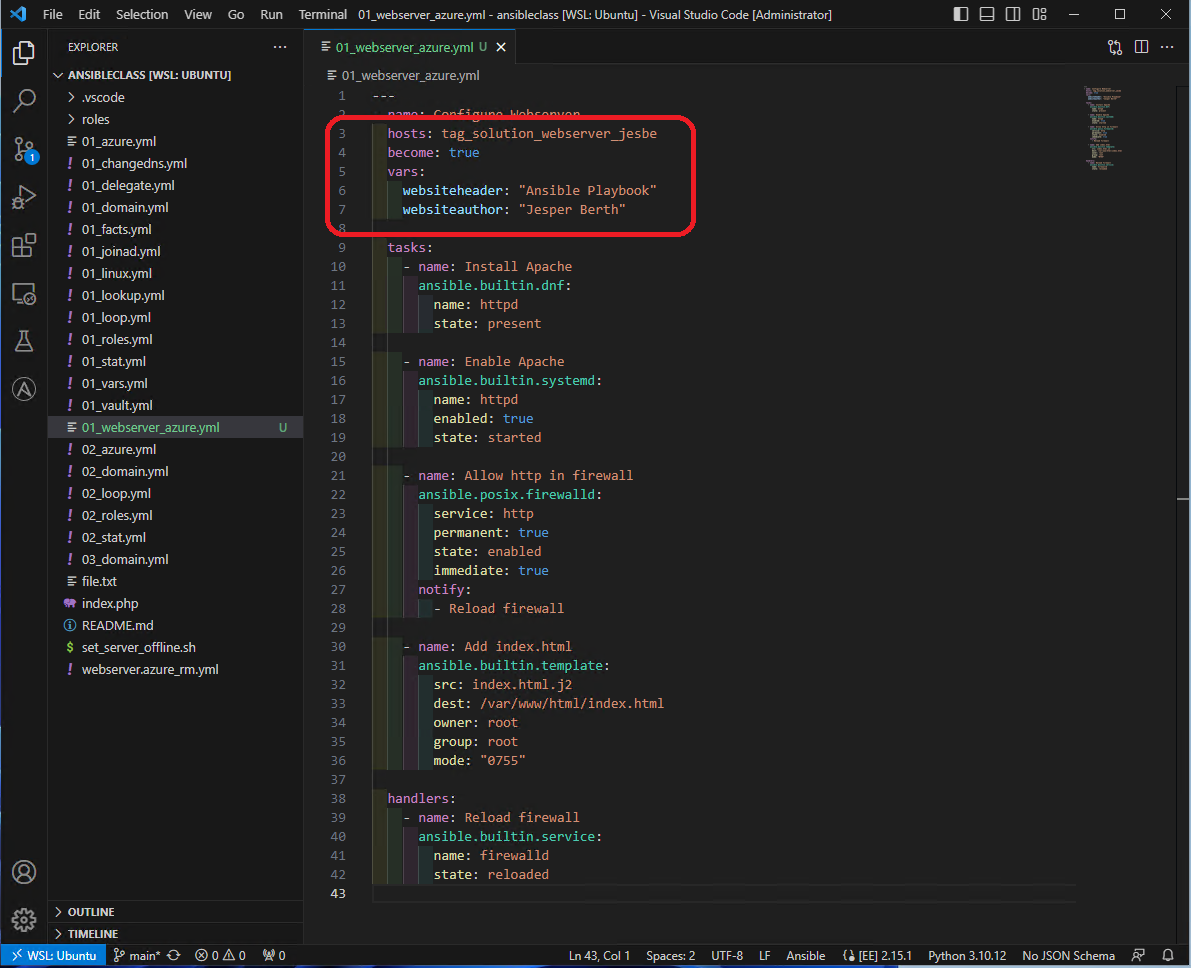 File Edit Selection View Go Run Terminal 01_webserver_azure.yml - ansibleclass [WSL: Ubuntu] - Visual Studio Code [Administrator]
EXPLORER
ANSIBLECLASS [WSL: UBUNTU]
.vscode
roles
01_azure.yml
01_changedns.yml
01_delegate.yml
01_domain.yml
01_facts.yml
01_joinad.yml
01_linux.yml
01_lookup.yml
01_loop.yml
01_roles.yml
01_stat.yml
01_vars.yml
01_vault.yml
01_webserver_azure.yml U
02_azure.yml
02_domain.yml
02_loop.yml
02_roles.yml
02_stat.yml
03_domain.yml
file.txt
index.php
README.md
set_server_offline.sh
webserver.azure_rm.yml
OUTLINE
TIMELINE
1
01_webserver_azure.yml U
01_webserver_azure.yml
1 ---
2 - name: Configure Webserver
3 hosts: tag_solution_webserver_jesbe
4 become: true
5 vars:
6 websiteheader: "Ansible Playbook"
7 websiteauthor: "Jesper Berth"
8
9 tasks:
10 - name: Install Apache
11 ansible.builtin.dnf:
12 name: httpd
13 state: present
14
15 - name: Enable Apache
16 ansible.builtin.systemd:
17 name: httpd
18 enabled: true
19 state: started
20
21 - name: Allow http in firewall
22 ansible.posix.firewalld:
23 service: http
24 permanent: true
25 state: enabled
26 immediate: true
27 notify:
28 - Reload firewall
29
30 - name: Add index.html
31 ansible.builtin.template:
32 src: index.html.j2
33 dest: /var/www/html/index.html
34 owner: root
35 group: root
36 mode: "0755"
37
38 handlers:
39 - name: Reload firewall
40 ansible.builtin.service:
41 name: firewalld
42 state: reloaded
43
WSL: Ubuntu main* 0 0 0 Ln 43, Col 1 Spaces: 2 UTF-8 LF Ansible [EE] 2.15.1 Python 3.10.12 No JSON Schema